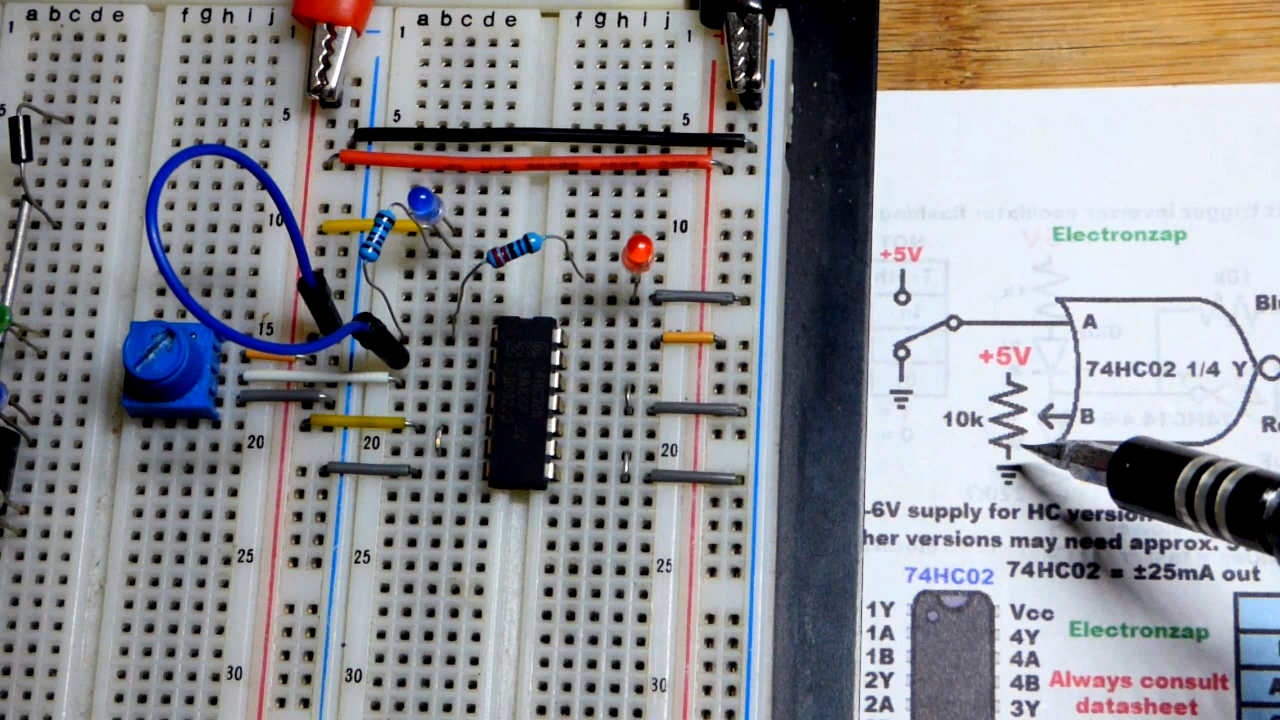 a b c d e f g h i j a b c d e f g h i j
1 1 1 1
5 5 5 5
10 10
15
20 20 20
25 25 25
30 30 30
Electronzap
+5V
A
+5V
74HC02 1/4 Y
10k
B
-6V supply for HC version
her versions may need approx.
74HC02 74HC02 = ±25mA out
1Y Vcc
1A 4Y
1B 4A
2Y 4B
2A 3Y
Electronzap
Always consult
datasheet